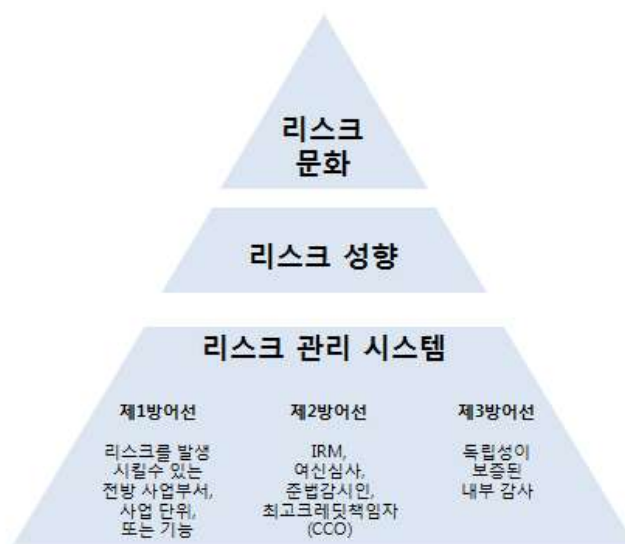 리스크
문화
리스크 성향
리스크 관리 시스템
제1방어선
리스크를 발생
시킬수 있는
전방 사업부서,
사업 단위,
또는 기능
제2방어선
IRM,
여신심사,
준법감시인,
최고크레딧책임자
(CCO)
제3방어선
독립성이
보증된
내부 감사